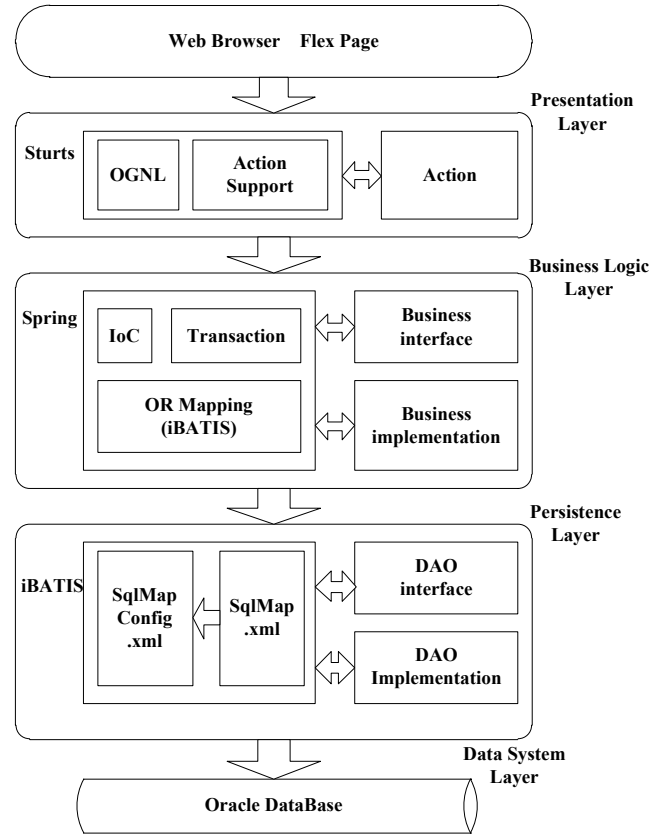 Web Browser Flex Page
Presentation
Layer
Sturts
OGNL
Action
Support
Action
Business Logic
Layer
Spring
IoC
Transaction
Business
interface
OR Mapping
(iBATIS)
Business
implementation
Persistence
Layer
iBATIS
SqlMap
Config
.xml
SqlMap
.xml
DAO
interface
DAO
Implementation
Data System
Layer
Oracle DataBase